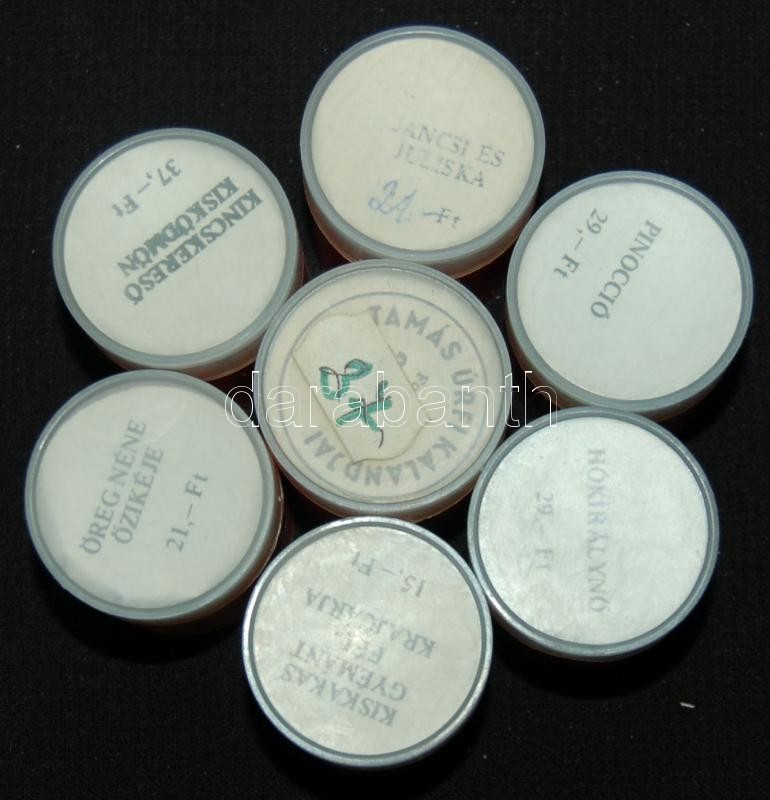 JANCSI ÉS
JULISKA
21,- Ft
KINCSKERESŐ
KISKÖDMÖN
37,- Ft
PINOCCIÓ
29,- Ft
TAMÁS ÚRFI KALANDJAI
ÖREG NÉNE
ŐZIKÉJE
21,- Ft
HÓKIRÁLYNŐ
29,- Ft
KISKAKAS
GYÉMÁNT
FÉL
KRAJCÁRJA
15,- Ft
darabanth